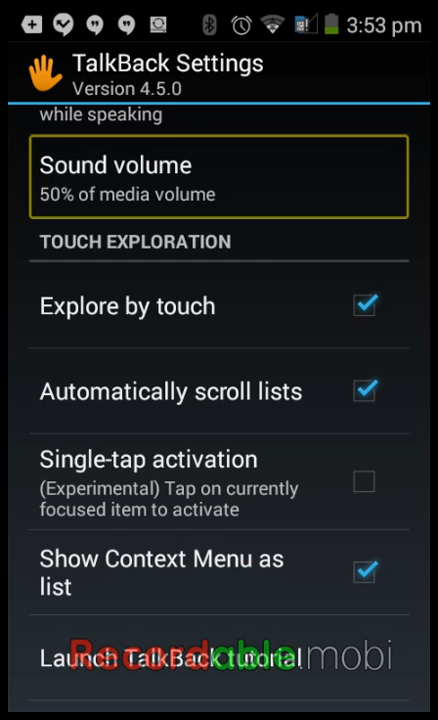 3:53 pm
TalkBack Settings
Version 4.5.0
while speaking
Sound volume
50% of media volume
TOUCH EXPLORATION
Explore by touch
Automatically scroll lists
Single-tap activation
(Experimental) Tap on currently
focused item to activate
Show Context Menu as
list
Launch TalkBack tutorial
Recordable.mobi